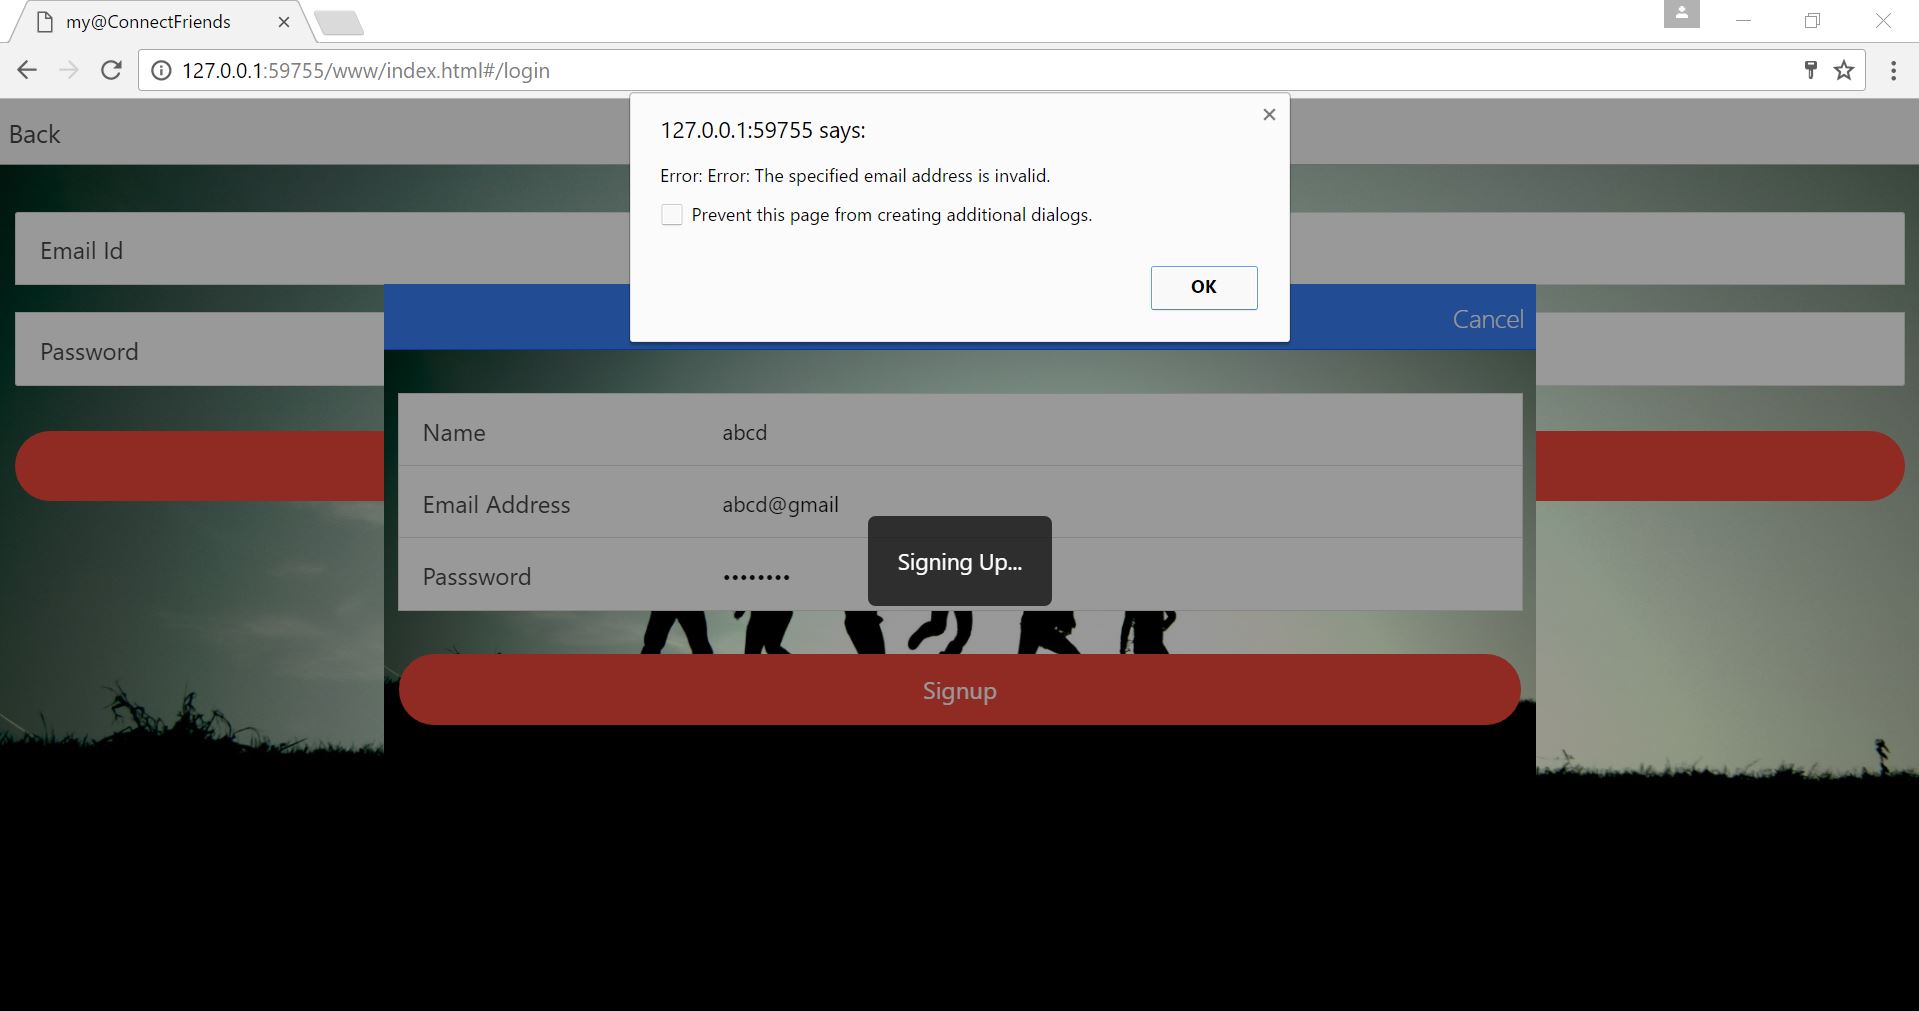 my@ConnectFriends
127.0.0.1:59755/www/index.html#/login
Back
127.0.0.1:59755 says:
Error: Error: The specified email address is invalid.
Prevent this page from creating additional dialogs.
OK
Email Id
Password
Cancel
Name abcd
Email Address abcd@gmail
Passsword ••••••••
Signing Up...
Signup